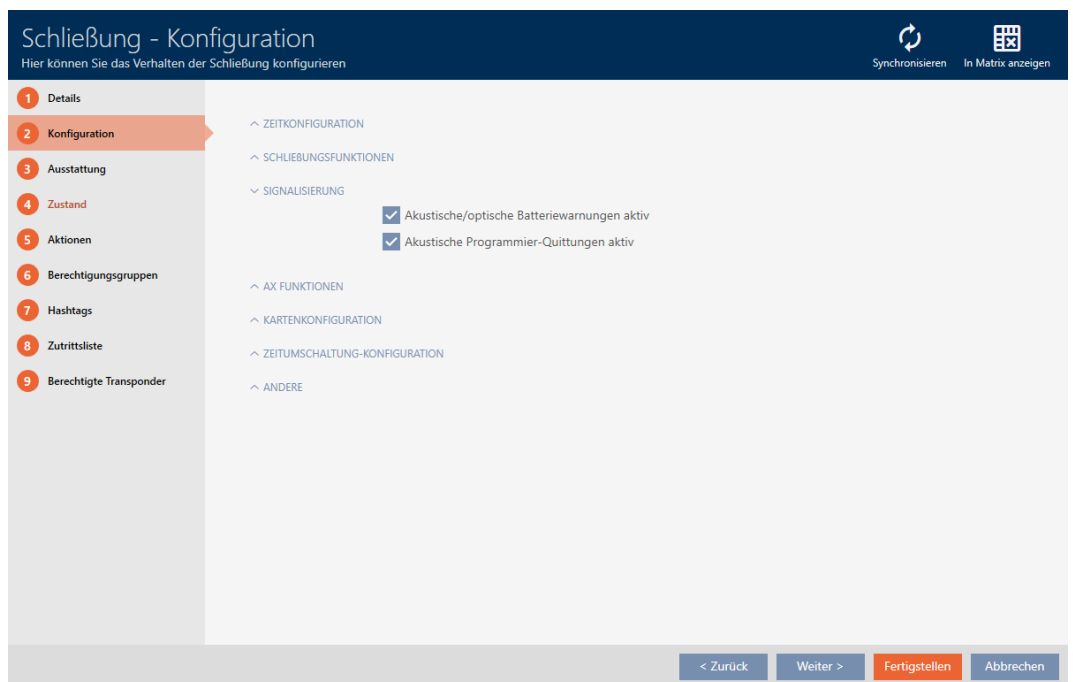 Schließung - Konfiguration
Hier können Sie das Verhalten der Schließung konfigurieren
Synchronisieren
In Matrix anzeigen
1 Details
2 Konfiguration
3 Ausstattung
4 Zustand
5 Aktionen
6 Berechtigungsgruppen
7 Hashtags
8 Zutrittsliste
9 Berechtigte Transponder
ZEITKONFIGURATION
SCHLIEßUNGSFUNKTIONEN
SIGNALISIERUNG
Akustische/optische Batteriewarnungen aktiv
Akustische Programmier-Quittungen aktiv
AX FUNKTIONEN
KARTENKONFIGURATION
ZEITUMSCHALTUNG-KONFIGURATION
ANDERE
< Zurück
Weiter >
Fertigstellen
Abbrechen